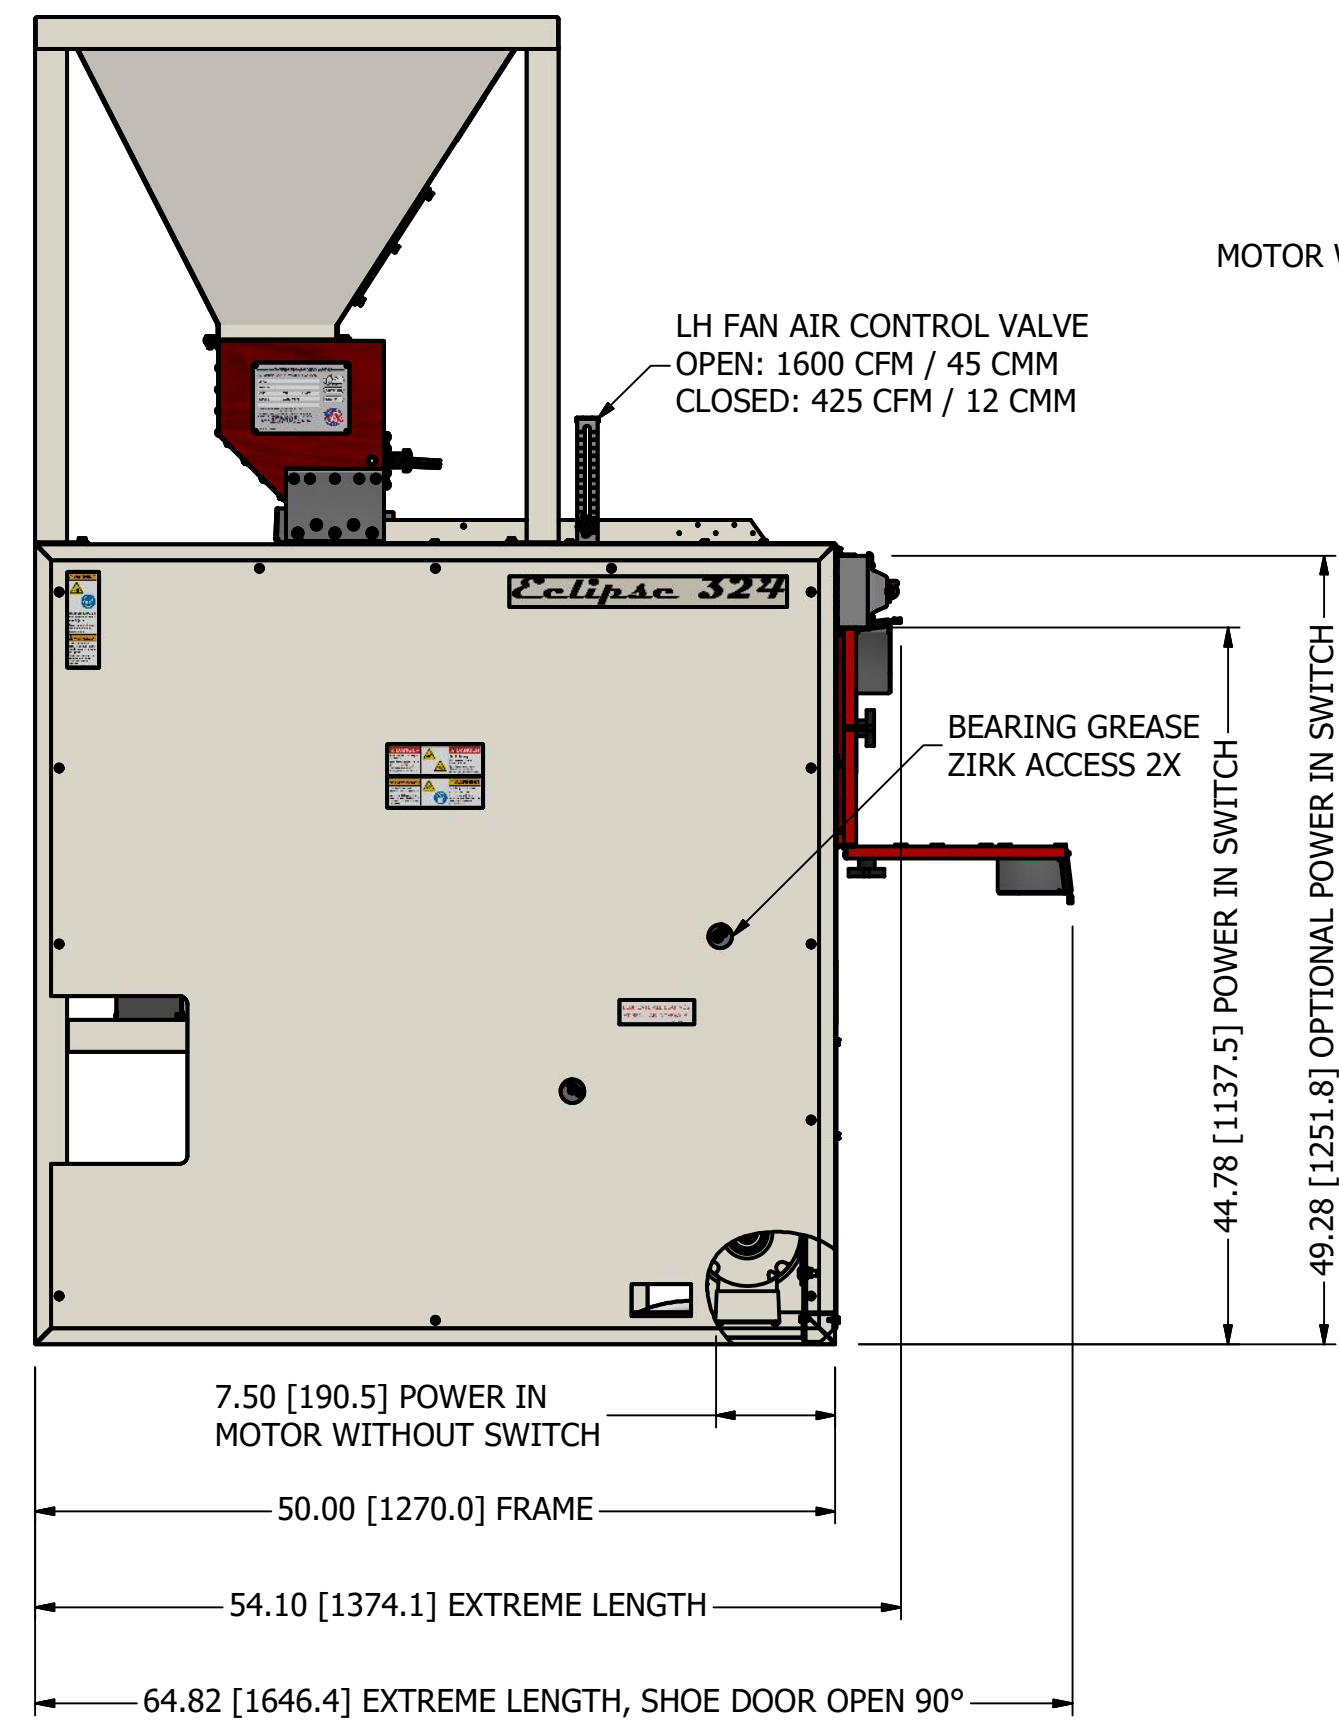 MOTOR
LH FAN AIR CONTROL VALVE
OPEN: 1600 CFM / 45 CMM
CLOSED: 425 CFM / 12 CMM
Eclipse 324
BEARING GREASE
ZIRK ACCESS 2X
44.78 [1137.5] POWER IN SWITCH
49.28 [1251.8] OPTIONAL POWER IN SWITCH
7.50 [190.5] POWER IN
MOTOR WITHOUT SWITCH
50.00 [1270.0] FRAME
54.10 [1374.1] EXTREME LENGTH
64.82 [1646.4] EXTREME LENGTH, SHOE DOOR OPEN 90°